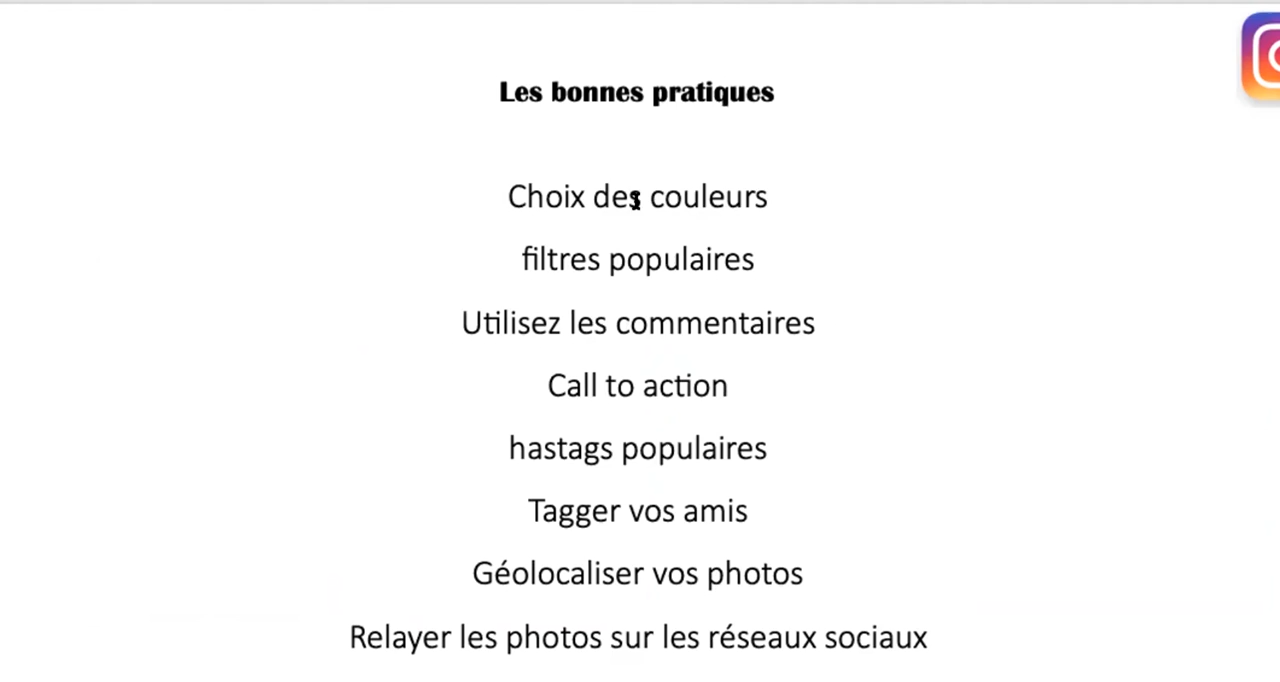 Les bonnes pratiques
Choix des couleurs
filtres populaires
Utilisez les commentaires
Call to action
hastags populaires
Tagger vos amis
Géolocaliser vos photos
Relayer les photos sur les réseaux sociaux